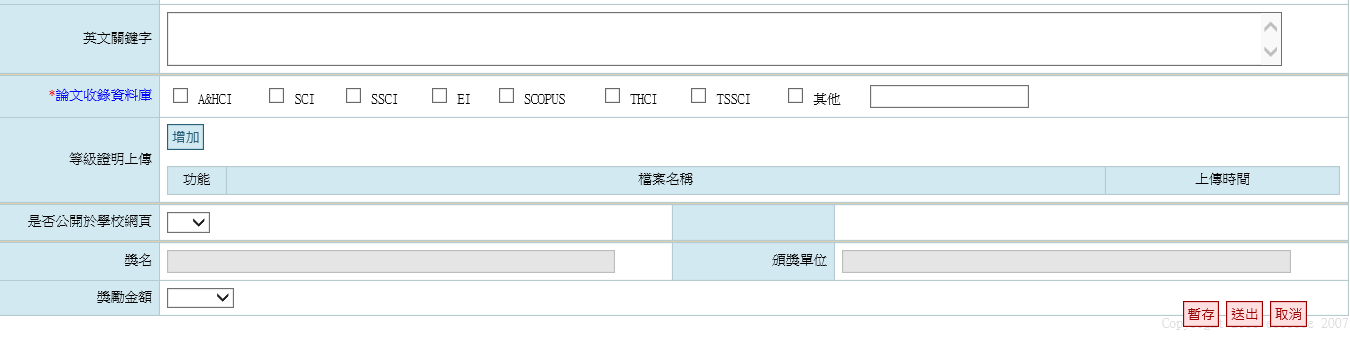 英文關鍵字
*論文收錄資料庫 A&HCI SCI SSCI EI SCOPUS THCI TSSCI 其他
增加
等級證明上傳
功能 檔案名稱 上傳時間
是否公開於學校網頁
獎名 頒獎單位
獎勵金額
暫存 送出 取消
2007